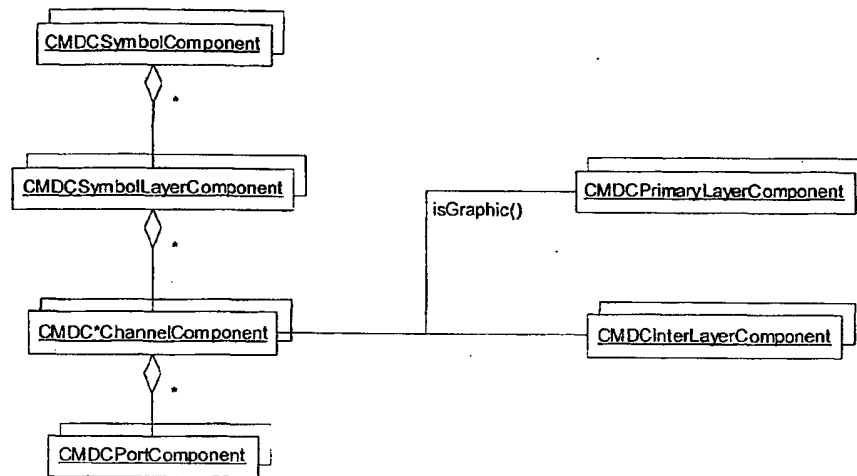 CMDCSymbolComponent
*
CMDCSymbolLayerComponent
*
CMDCPrimaryLayerComponent
isGraphic()
CMDC*ChannelComponent
CMDCInterLayerComponent
*
CMDCPortComponent